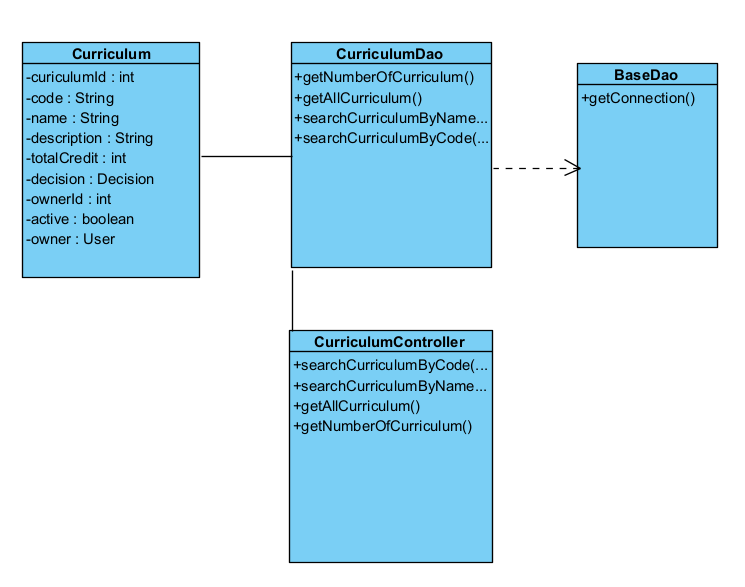 Curriculum
-curiculumId : int
-code : String
-name : String
-description : String
-totalCredit : int
-decision : Decision
-ownerId : int
-active : boolean
-owner : User
CurriculumDao
+getNumberOfCurriculum()
+getAllCurriculum()
+searchCurriculumByName...
+searchCurriculumByCode(...
BaseDao
+getConnection()
CurriculumController
+searchCurriculumByCode(...
+searchCurriculumByName...
+getAllCurriculum()
+getNumberOfCurriculum()